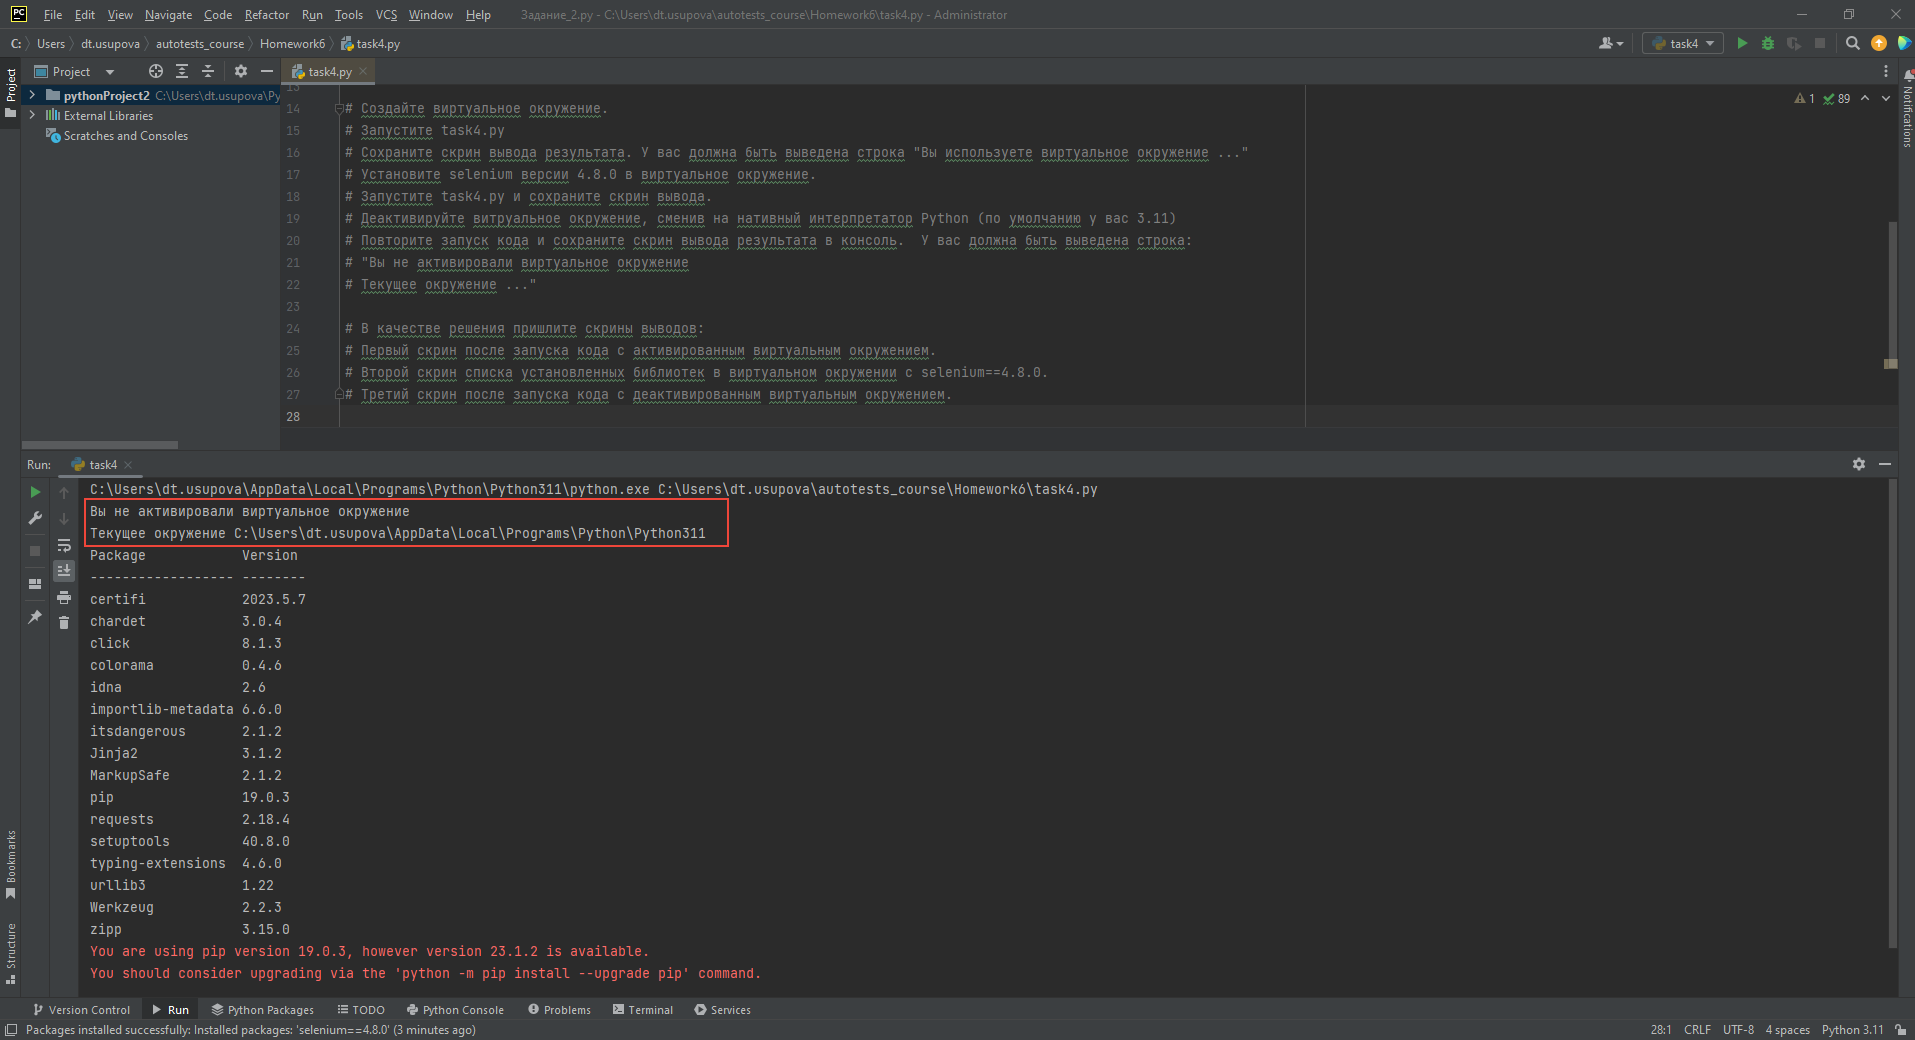 PC File Edit View Navigate Code Refactor Run Tools VCS Window Help Задание_2.py - C:\Users\dt.usupova\autotests_course\Homework6\task4.py - Administrator
C: Users dt.usupova autotests_course Homework6 task4.py task4
Project task4.py
Project
pythonProject2 C:\Users\dt.usupova\Py
External Libraries
Scratches and Consoles
1 89
Notifications
13
14 # Создайте виртуальное окружение.
15 # Запустите task4.py
16 # Сохраните скрин вывода результата. У вас должна быть выведена строка "Вы используете виртуальное окружение ..."
17 # Установите selenium версии 4.8.0 в виртуальное окружение.
18 # Запустите task4.py и сохраните скрин вывода.
19 # Деактивируйте витруальное окружение, сменив на нативный интерпретатор Python (по умолчанию у вас 3.11)
20 # Повторите запуск кода и сохраните скрин вывода результата в консоль.  У вас должна быть выведена строка:
21 # "Вы не активировали виртуальное окружение
22 # Текущее окружение ..."
23
24 # В качестве решения пришлите скрины выводов:
25 # Первый скрин после запуска кода с активированным виртуальным окружением.
26 # Второй скрин списка установленных библиотек в виртуальном окружении с selenium==4.8.0.
27 # Третий скрин после запуска кода с деактивированным виртуальным окружением.
28
Run: task4
C:\Users\dt.usupova\AppData\Local\Programs\Python\Python311\python.exe C:\Users\dt.usupova\autotests_course\Homework6\task4.py
Вы не активировали виртуальное окружение
Текущее окружение C:\Users\dt.usupova\AppData\Local\Programs\Python\Python311
Package Version
------------------ --------
certifi 2023.5.7
chardet 3.0.4
click 8.1.3
colorama 0.4.6
idna 2.6
importlib-metadata 6.6.0
itsdangerous 2.1.2
Jinja2 3.1.2
MarkupSafe 2.1.2
pip 19.0.3
requests 2.18.4
setuptools 40.8.0
typing-extensions 4.6.0
urllib3 1.22
Werkzeug 2.2.3
zipp 3.15.0
You are using pip version 19.0.3, however version 23.1.2 is available.
You should consider upgrading via the 'python -m pip install --upgrade pip' command.
Bookmarks
Structure
Version Control Run Python Packages TODO Python Console Problems Terminal Services
Packages installed successfully: Installed packages: 'selenium==4.8.0' (3 minutes ago) 28:1 CRLF UTF-8 4 spaces Python 3.11